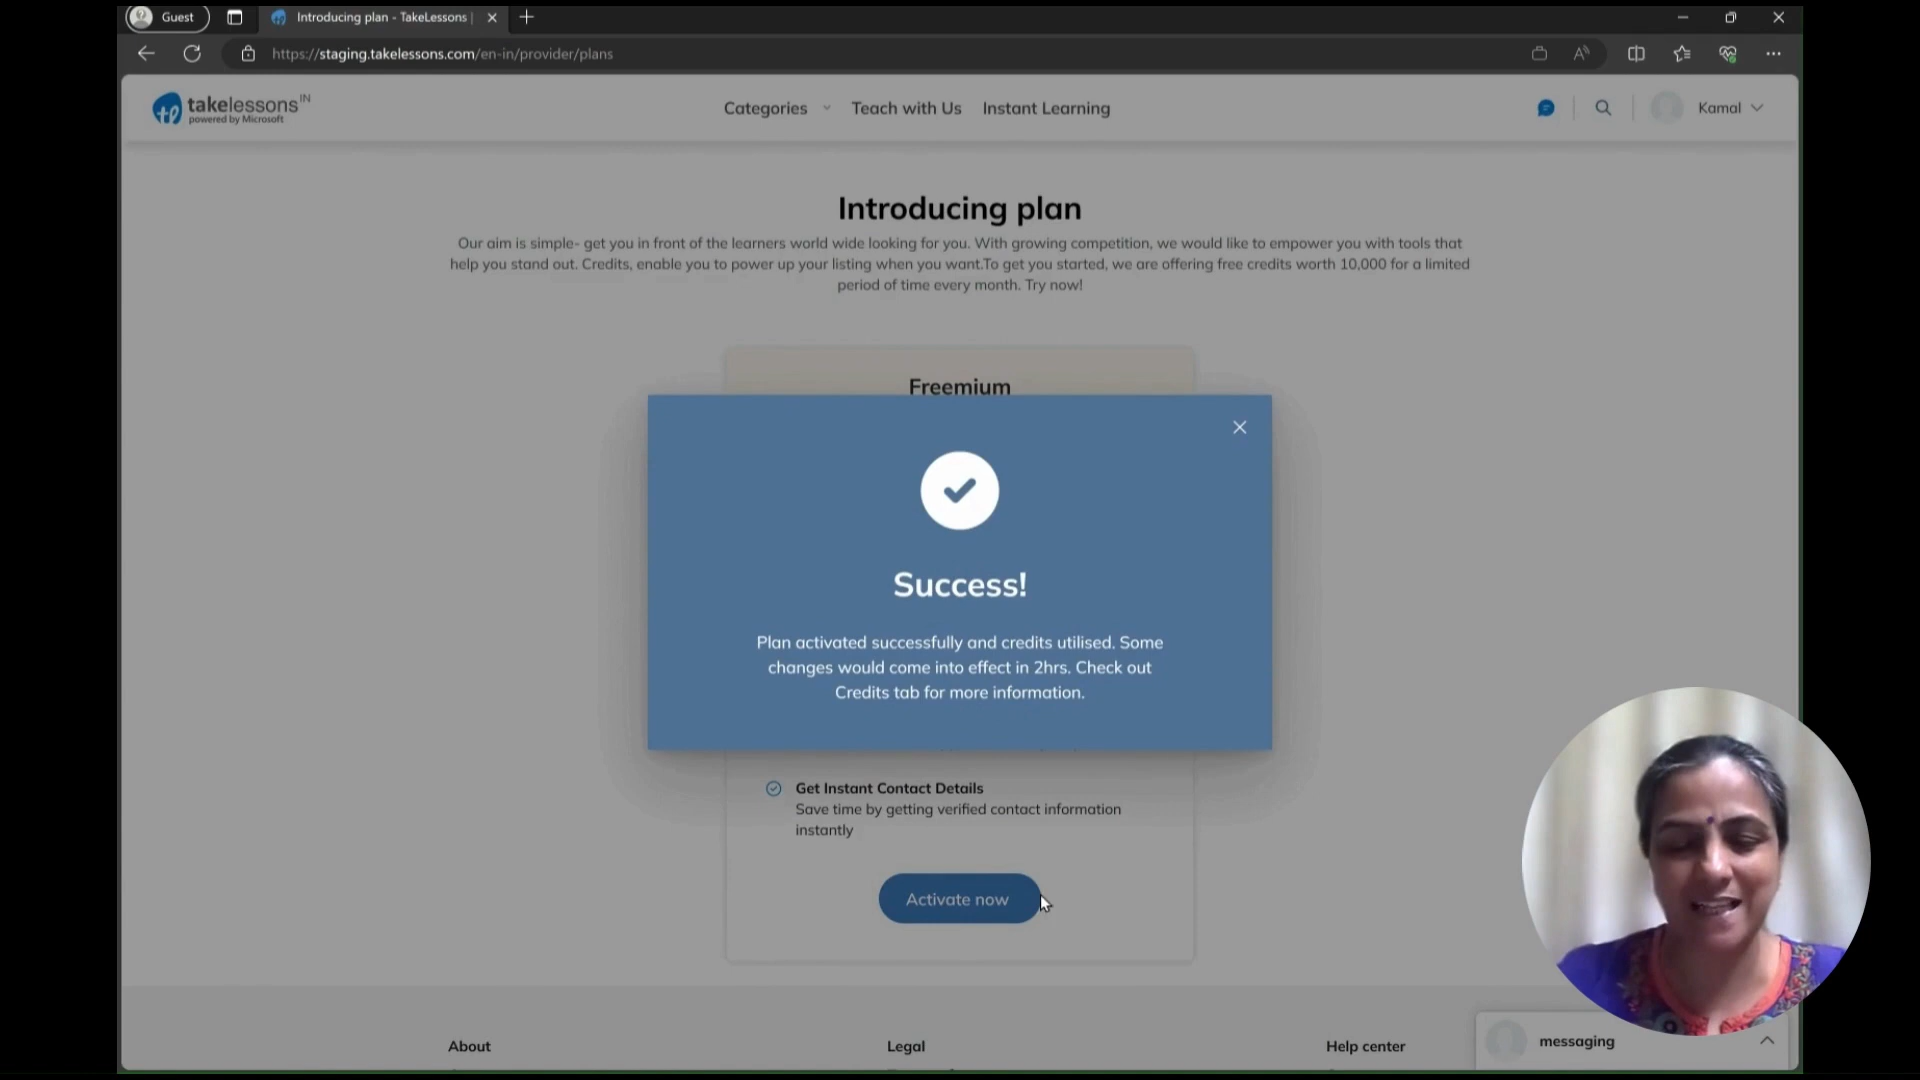 Guest
Introducing plan - TakeLessons |
https://staging.takelessons.com/en-in/provider/plans
takelessons IN
powered by Microsoft
Categories
Teach with Us
Instant Learning
Kamal
Introducing plan
Our aim is simple- get you in front of the learners world wide looking for you. With growing competition, we would like to empower you with tools that
help you stand out. Credits, enable you to power up your listing when you want.To get you started, we are offering free credits worth 10,000 for a limited
period of time every month. Try now!
Freemium
Success!
Plan activated successfully and credits utilised. Some
changes would come into effect in 2hrs. Check out
Credits tab for more information.
Get Instant Contact Details
Save time by getting verified contact information
instantly
Activate now
About
Legal
Help center
messaging